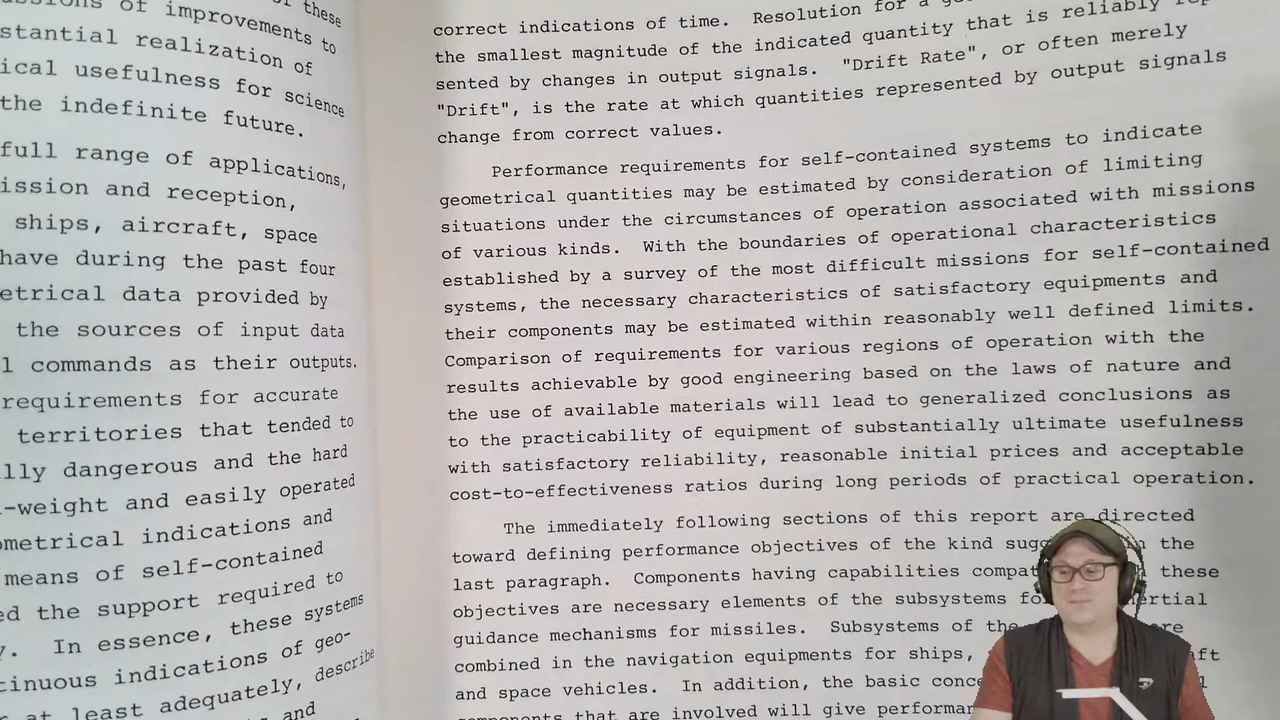 of these
of improvements to
stantial realization of
ical usefulness for science
the indefinite future.
full range of applications,
ission and reception,
ships, aircraft, space
have during the past four
etrical data provided by
the sources of input data
l commands as their outputs.
requirements for accurate
territories that tended to
lly dangerous and the hard
-weight and easily operated
ometrical indications and
means of self-contained
ed the support required to
y. In essence, these systems
tinuous indications of geo-
r at least adequately, describe
and
correct indications of time. Resolution for a
the smallest magnitude of the indicated quantity that is reliably
sented by changes in output signals. "Drift Rate", or often merely
"Drift", is the rate at which quantities represented by output signals
change from correct values.
Performance requirements for self-contained systems to indicate
geometrical quantities may be estimated by consideration of limiting
situations under the circumstances of operation associated with missions
of various kinds. With the boundaries of operational characteristics
established by a survey of the most difficult missions for self-contained
systems, the necessary characteristics of satisfactory equipments and
their components may be estimated within reasonably well defined limits.
Comparison of requirements for various regions of operation with the
results achievable by good engineering based on the laws of nature and
the use of available materials will lead to generalized conclusions as
to the practicability of equipment of substantially ultimate usefulness
with satisfactory reliability, reasonable initial prices and acceptable
cost-to-effectiveness ratios during long periods of practical operation.
The immediately following sections of this report are directed
toward defining performance objectives of the kind in the
last paragraph. Components having capabilities these
objectives are necessary elements of the subsystems
guidance mechanisms for missiles. Subsystems of
combined in the navigation equipments for ships,
and space vehicles. In addition, the basic
components that are involved will give